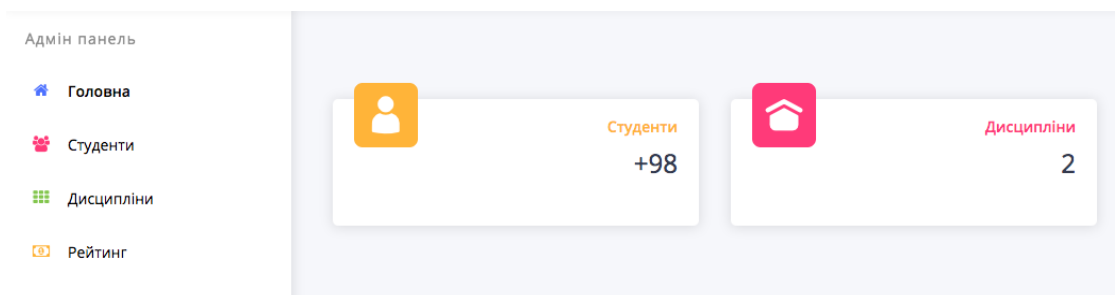 Адмін панель
Головна
Студенти
Дисципліни
Рейтинг
Студенти
+98
Дисципліни
2